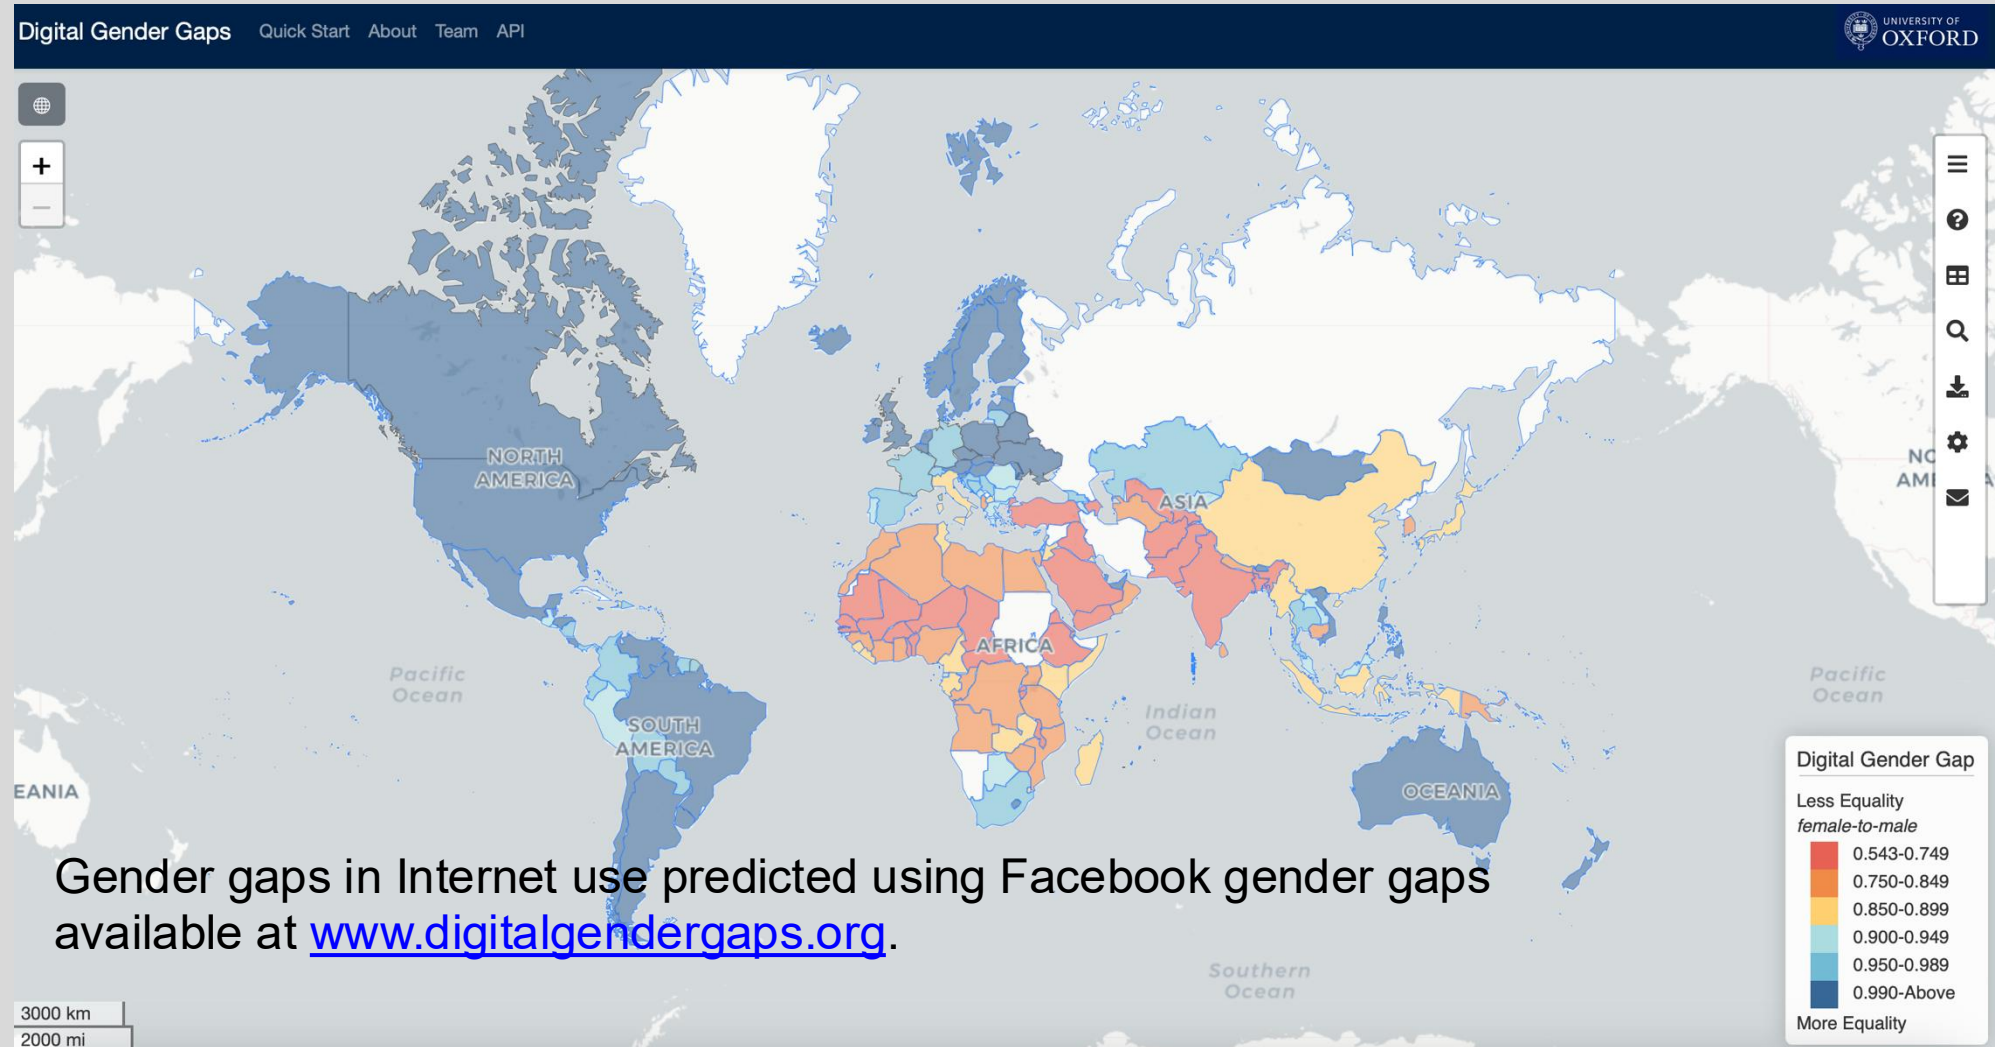 Digital Gender Gaps Quick Start About Team API
UNIVERSITY OF
OXFORD
+
−
NORTH
AMERICA
ASIA
AFRICA
Pacific
Ocean
SOUTH
AMERICA
Indian
Ocean
OCEANIA
Pacific
Ocean
EANIA
NO
AM
Southern
Ocean
Gender gaps in Internet use predicted using Facebook gender gaps
available at www.digitalgendergaps.org.
3000 km
2000 mi
Digital Gender Gap
Less Equality
female-to-male
0.543-0.749
0.750-0.849
0.850-0.899
0.900-0.949
0.950-0.989
0.990-Above
More Equality